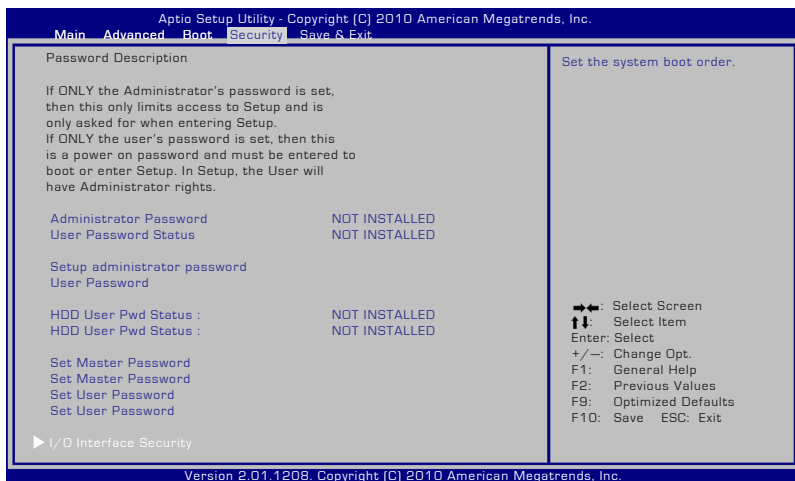 Aptio Setup Utility - Copyright (C) 2010 American Megatrends, Inc.
Main Advanced Boot Security Save & Exit
Password Description
If ONLY the Administrator's password is set,
then this only limits access to Setup and is
only asked for when entering Setup.
If ONLY the user's password is set, then this
is a power on password and must be entered to
boot or enter Setup. In Setup, the User will
have Administrator rights.
Administrator Password NOT INSTALLED
User Password Status NOT INSTALLED
Setup administrator password
User Password
HDD User Pwd Status : NOT INSTALLED
HDD User Pwd Status : NOT INSTALLED
Set Master Password
Set Master Password
Set User Password
Set User Password
I/O Interface Security
Set the system boot order.
→←: Select Screen
↑↓: Select Item
Enter: Select
+/—: Change Opt.
F1: General Help
F2: Previous Values
F9: Optimized Defaults
F10: Save ESC: Exit
Version 2.01.1208. Copyright (C) 2010 American Megatrends, Inc.